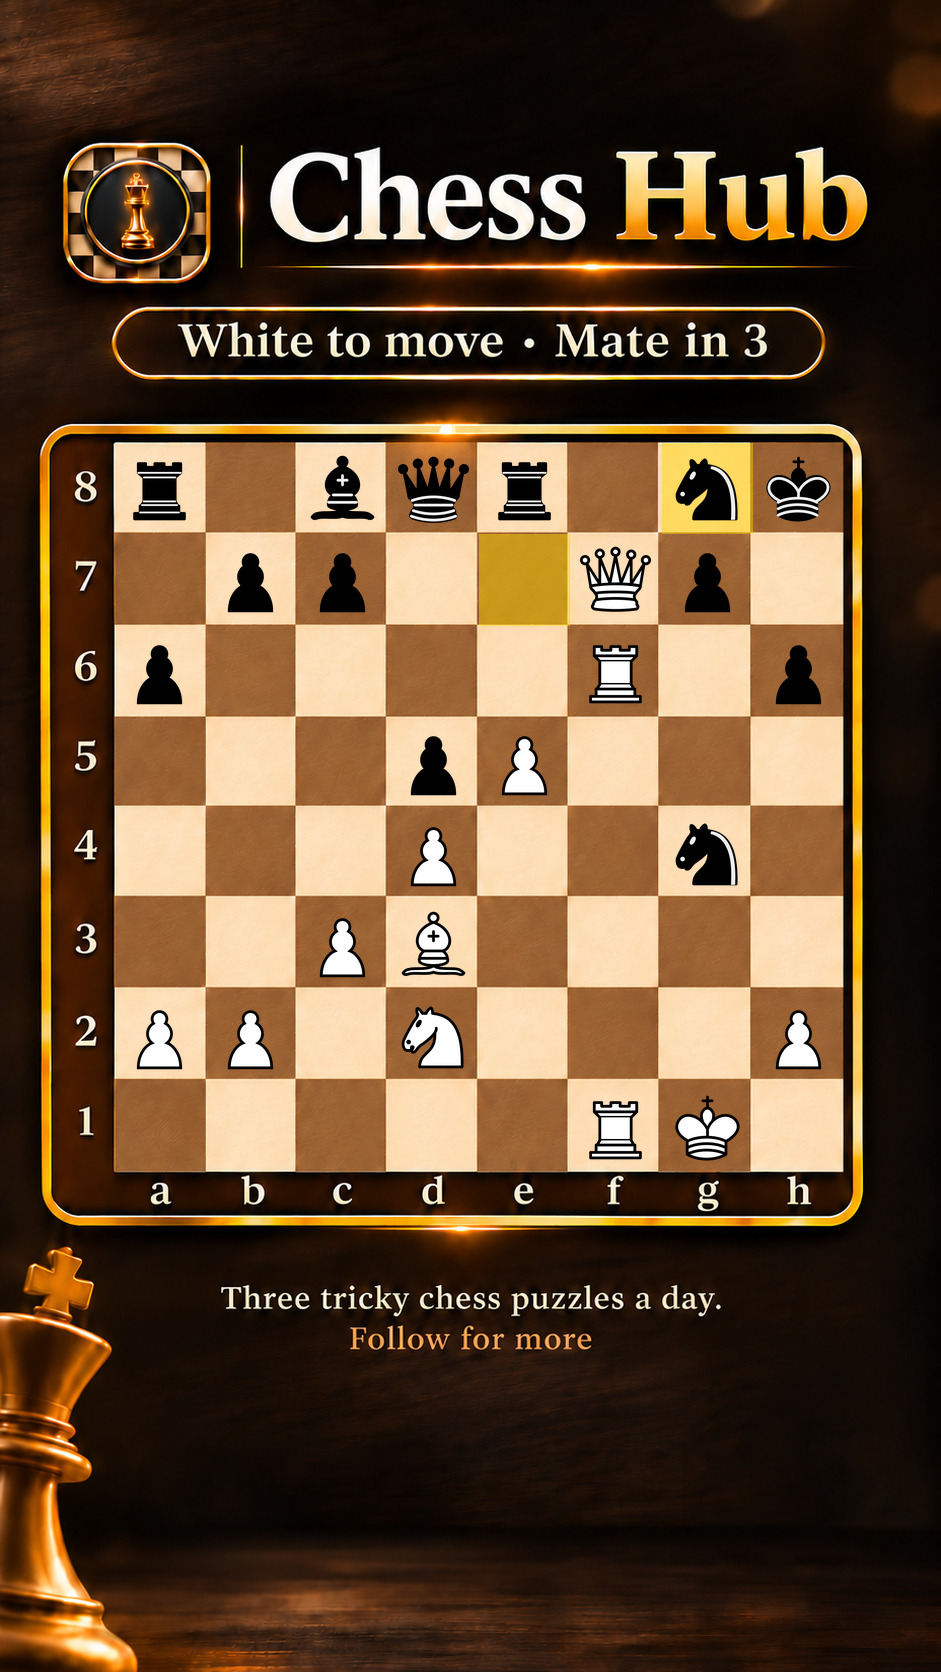 Chess Hub
White to move • Mate in 3
8
7
6
5
4
3
2
1
a b c d e f g h
Three tricky chess puzzles a day.
Follow for more